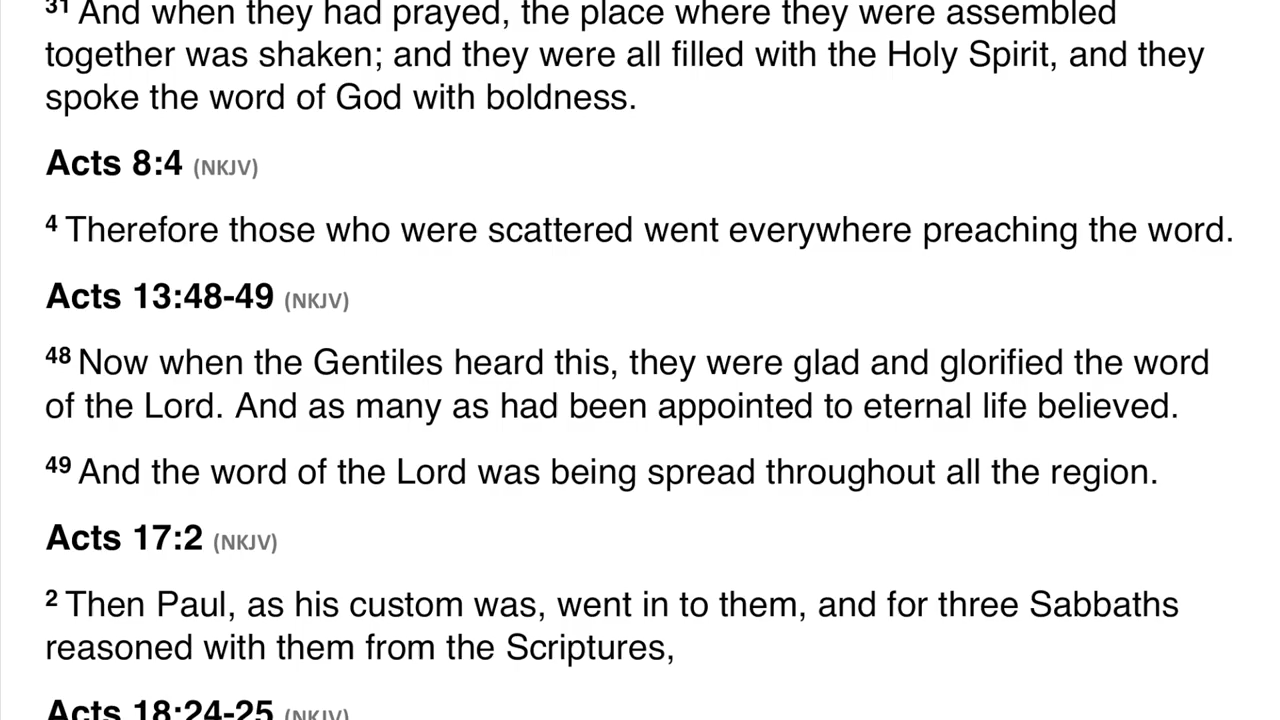 31 And when they had prayed, the place where they were assembled
together was shaken; and they were all filled with the Holy Spirit, and they
spoke the word of God with boldness.
Acts 8:4 (NKJV)
4 Therefore those who were scattered went everywhere preaching the word.
Acts 13:48-49 (NKJV)
48 Now when the Gentiles heard this, they were glad and glorified the word
of the Lord. And as many as had been appointed to eternal life believed.
49 And the word of the Lord was being spread throughout all the region.
Acts 17:2 (NKJV)
2 Then Paul, as his custom was, went in to them, and for three Sabbaths
reasoned with them from the Scriptures,
Acts 18:24-25 (NKJV)